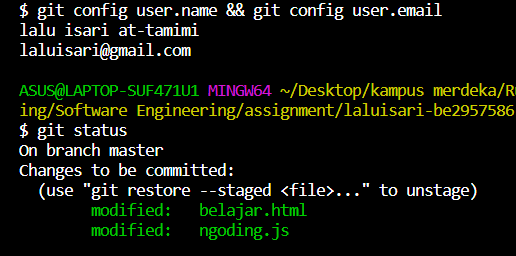 $ git config user.name && git config user.email
lalu isari at-tamimi
laluisari@gmail.com
ASUS@LAPTOP-SUF471U1 MINGW64 ~/Desktop/kampus merdeka/R
ing/Software Engineering/assignment/laluisari-be2957586
$ git status
On branch master
Changes to be committed:
(use "git restore --staged <file>..." to unstage)
modified: belajar.html
modified: ngoding.js